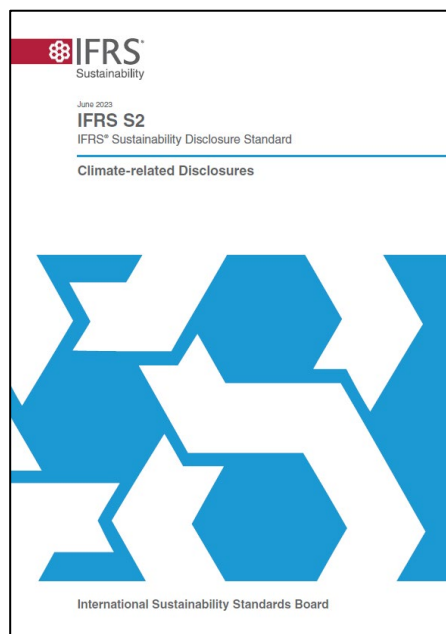 IFRS®
Sustainability
June 2023
IFRS S2
IFRS® Sustainability Disclosure Standard
Climate-related Disclosures
International Sustainability Standards Board